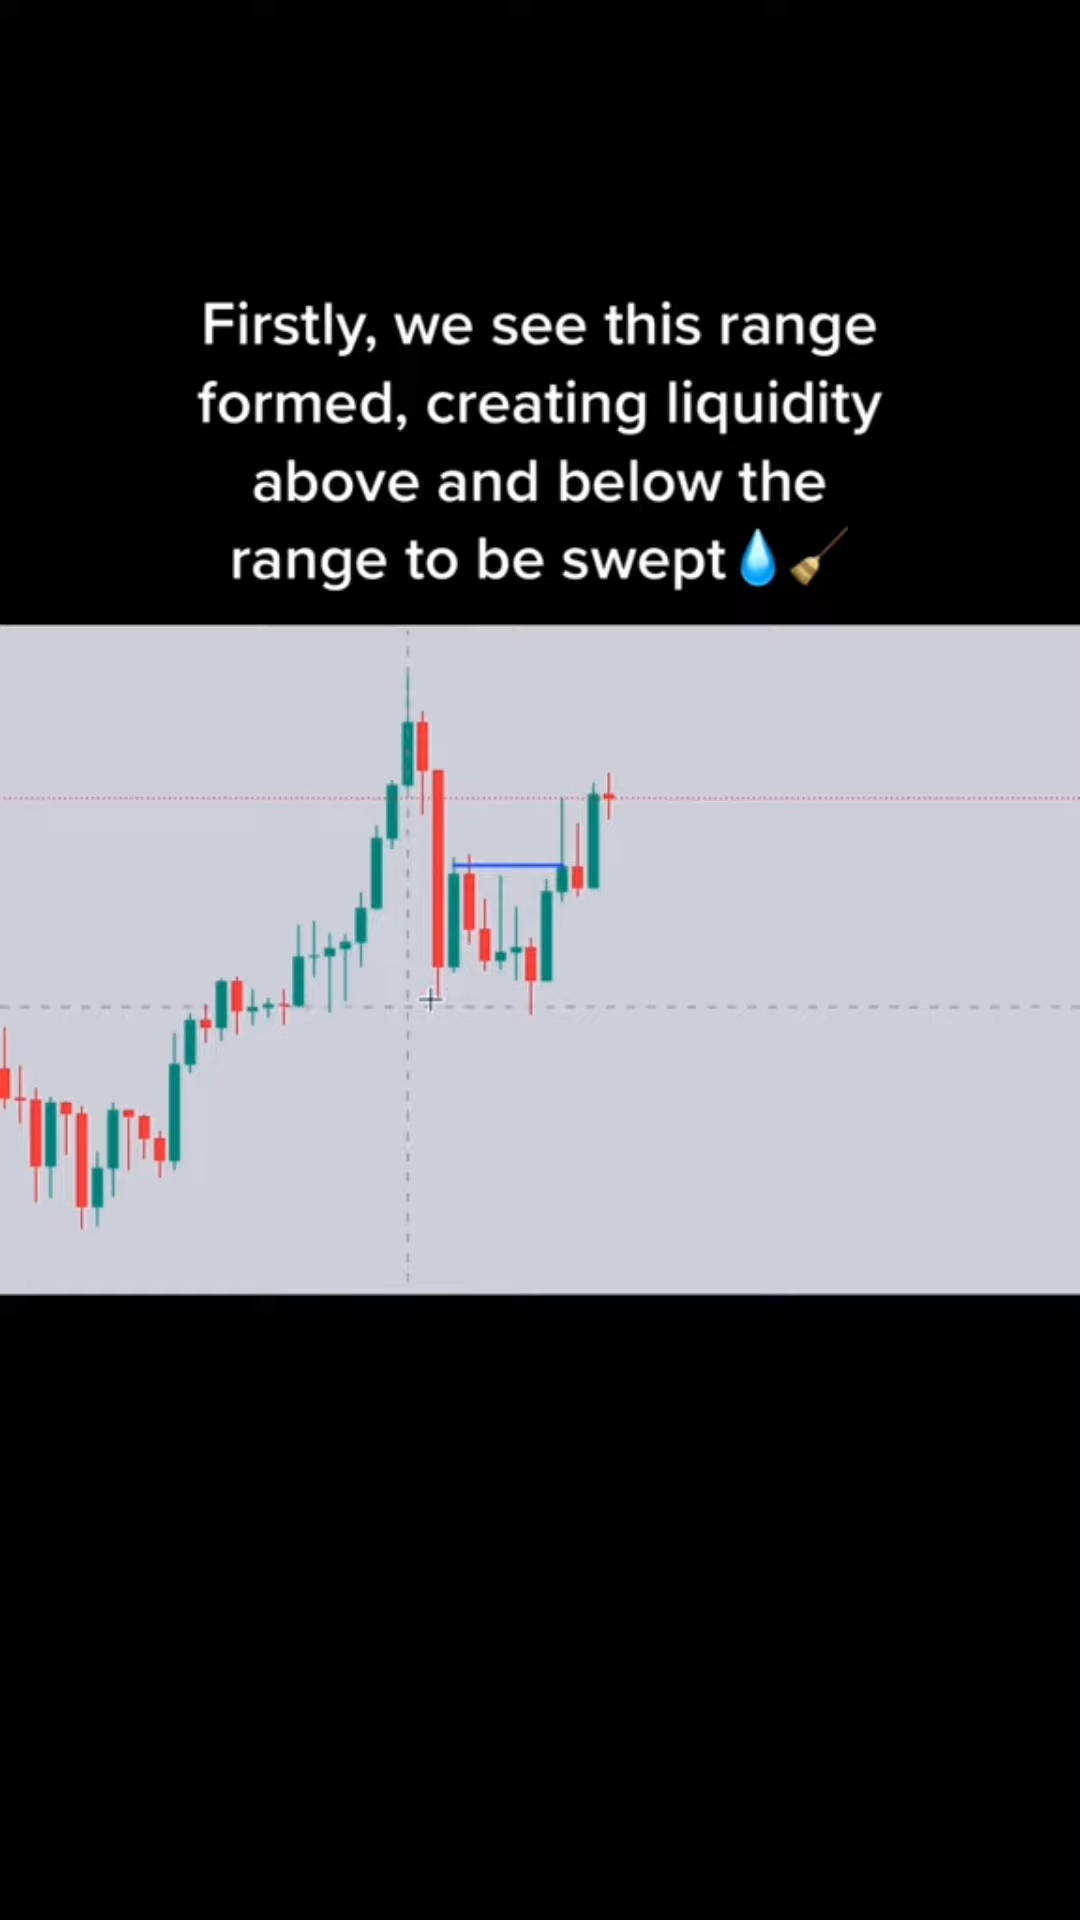 Firstly, we see this range
formed, creating liquidity
above and below the
range to be swept💧🧹